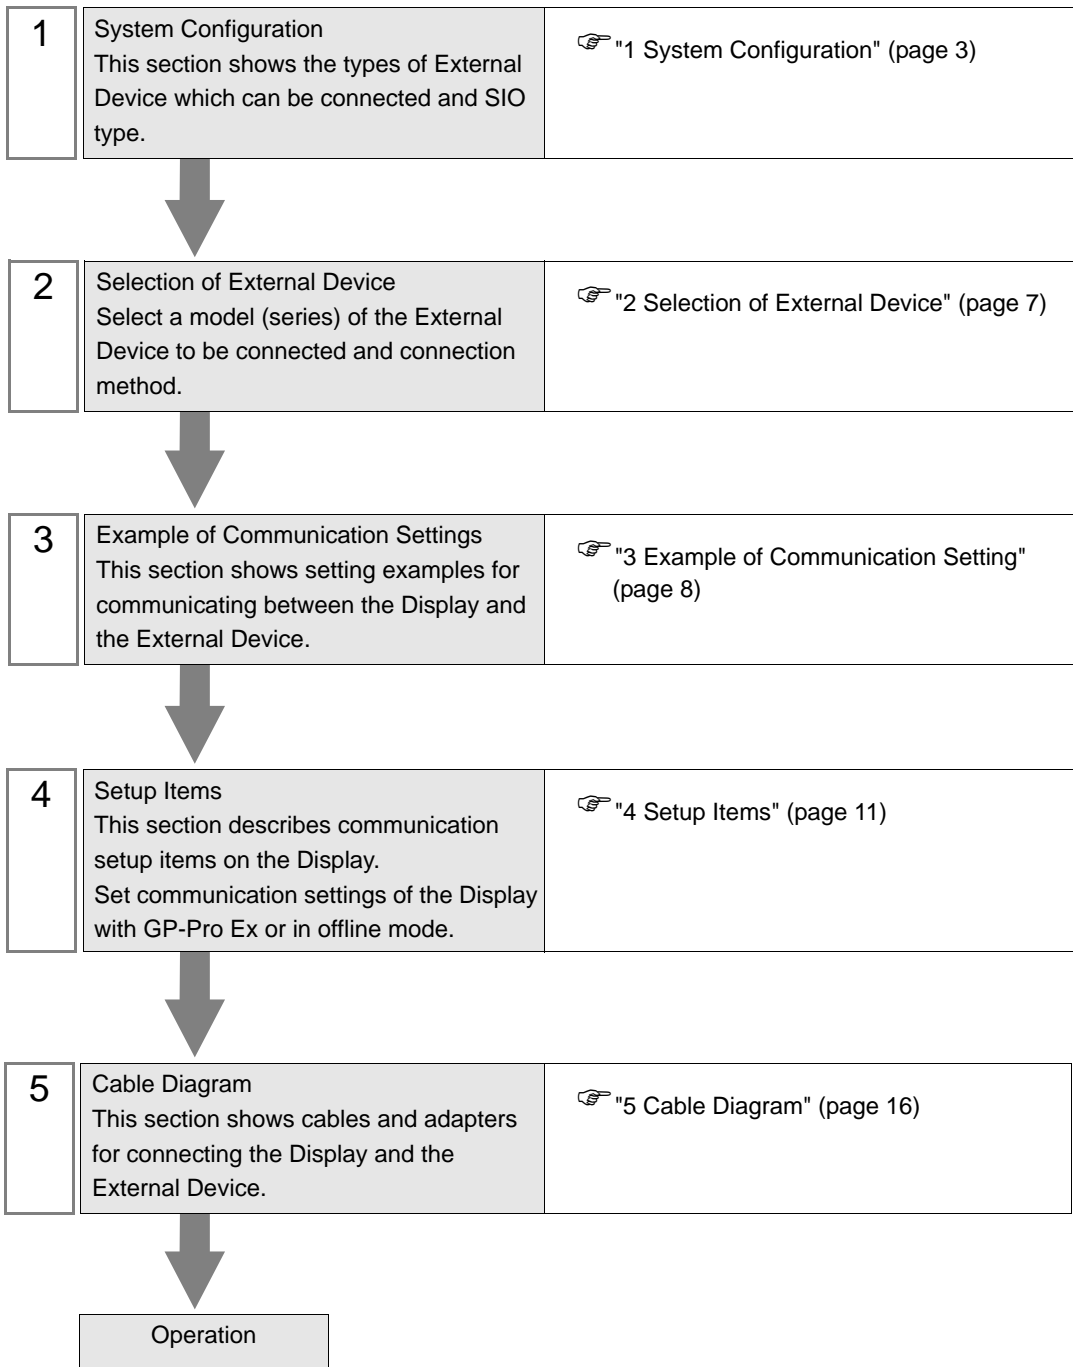 1
System Configuration
This section shows the types of External
Device which can be connected and SIO
type.
"1 System Configuration" (page 3)
2
Selection of External Device
Select a model (series) of the External
Device to be connected and connection
method.
"2 Selection of External Device" (page 7)
3
Example of Communication Settings
This section shows setting examples for
communicating between the Display and
the External Device.
"3 Example of Communication Setting"
(page 8)
4
Setup Items
This section describes communication
setup items on the Display.
Set communication settings of the Display
with GP-Pro Ex or in offline mode.
"4 Setup Items" (page 11)
5
Cable Diagram
This section shows cables and adapters
for connecting the Display and the
External Device.
"5 Cable Diagram" (page 16)
Operation